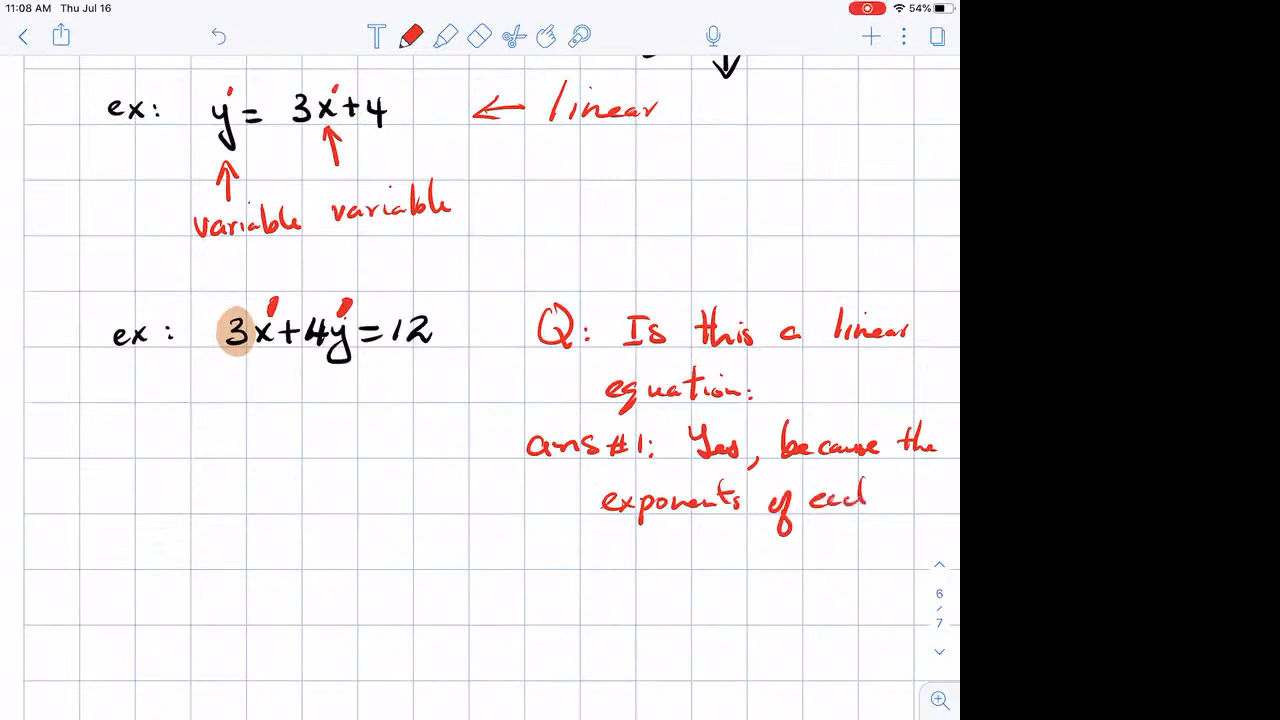 11:08 AM Thu Jul 16
54%
ex: y = 3x+4 ← linear
variable variable
ex : 3x+4y=12 Q: Is this a linear
equation:
ans #1: Yes, because the
exponents of
6
/
7